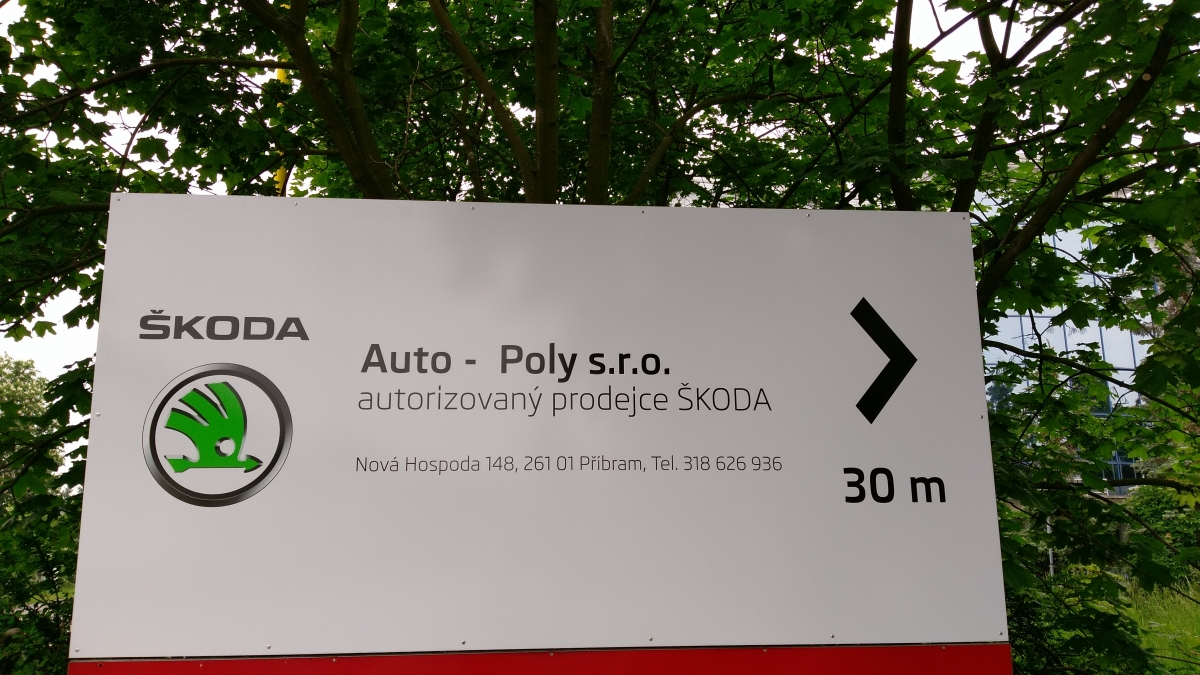 ŠKODA
Auto - Poly s.r.o.
autorizovaný prodejce ŠKODA
Nová Hospoda 148, 261 01 Příbram, Tel. 318 626 936
30 m